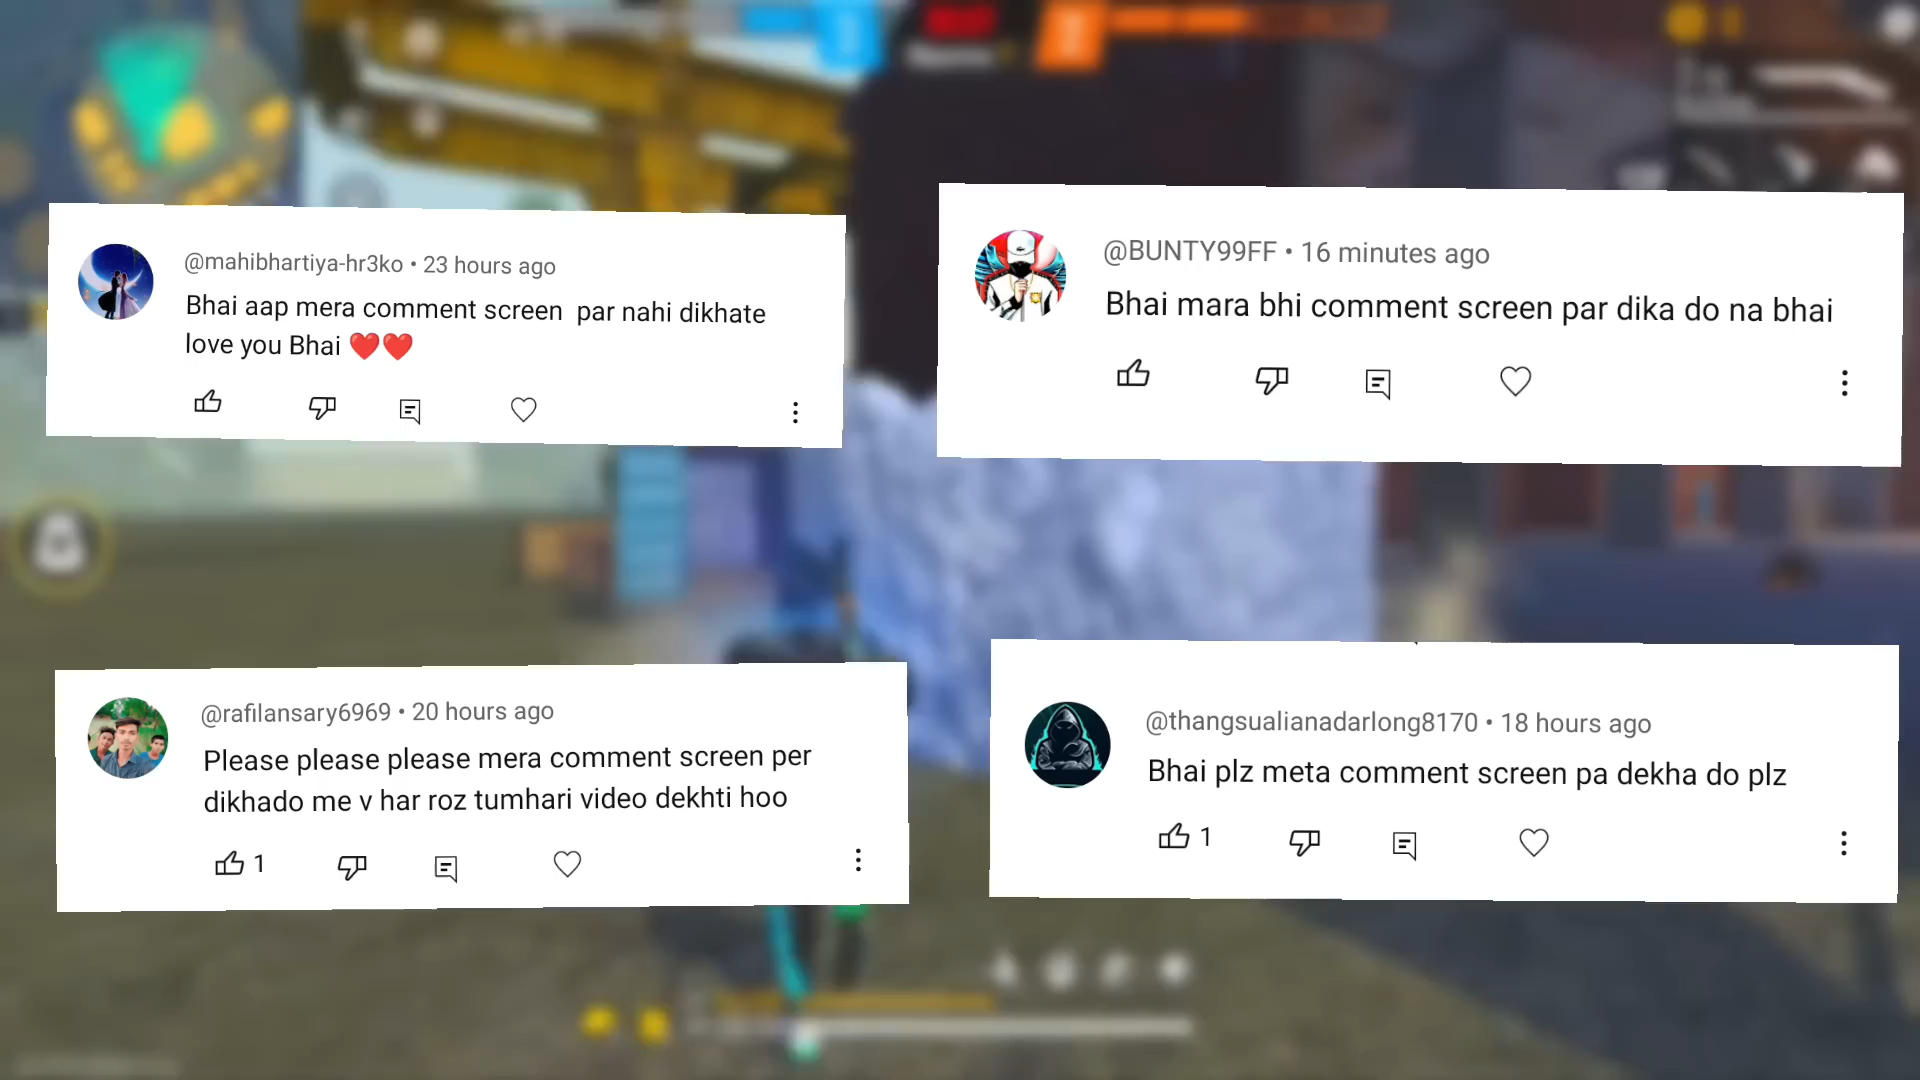 @mahibhartiya-hr3ko • 23 hours ago
Bhai aap mera comment screen par nahi dikhate
love you Bhai ❤️❤️
@BUNTY99FF • 16 minutes ago
Bhai mara bhi comment screen par dika do na bhai
@rafilansary6969 • 20 hours ago
Please please please mera comment screen per
dikhado me v har roz tumhari video dekhti hoo
1
@thangsualianadarlong8170 • 18 hours ago
Bhai plz meta comment screen pa dekha do plz
1